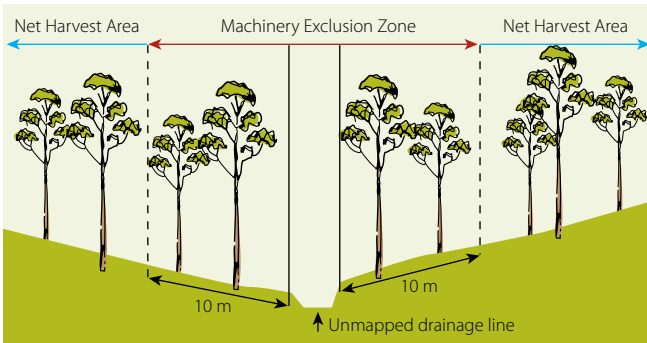 Net Harvest Area
Machinery Exclusion Zone
Net Harvest Area
10 m
10 m
Unmapped drainage line